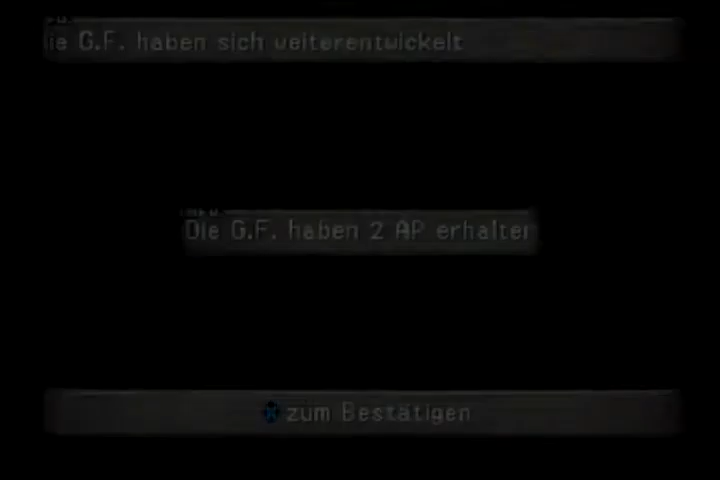 ie G.F. haben sich weiterentwickelt
Die G.F. haben 2 AP erhalten
X zum Bestätigen